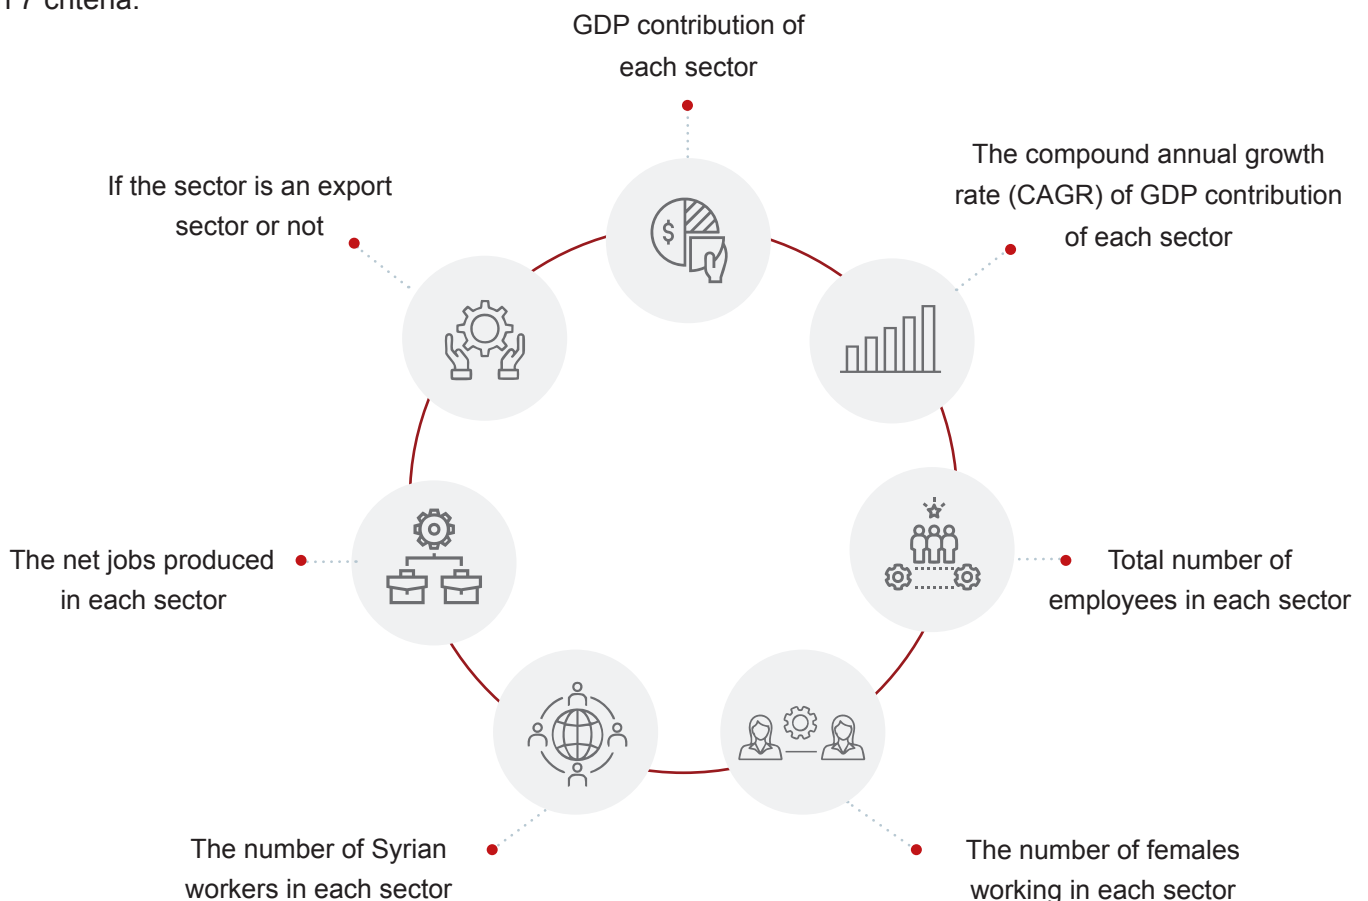 7 criteria:
GDP contribution of
each sector
The compound annual growth
rate (CAGR) of GDP contribution
of each sector
Total number of
employees in each sector
The number of females
working in each sector
The number of Syrian
workers in each sector
The net jobs produced
in each sector
If the sector is an export
sector or not
$